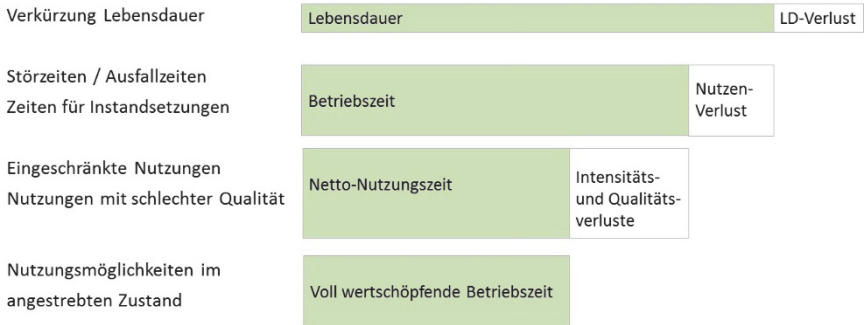 Verkürzung Lebensdauer
Lebensdauer
LD-Verlust
Störzeiten / Ausfallzeiten
Zeiten für Instandsetzungen
Betriebszeit
Nutzen-
Verlust
Eingeschränkte Nutzungen
Nutzungen mit schlechter Qualität
Netto-Nutzungszeit
Intensitäts-
und Qualitäts-
verluste
Nutzungsmöglichkeiten im
angestrebten Zustand
Voll wertschöpfende Betriebszeit